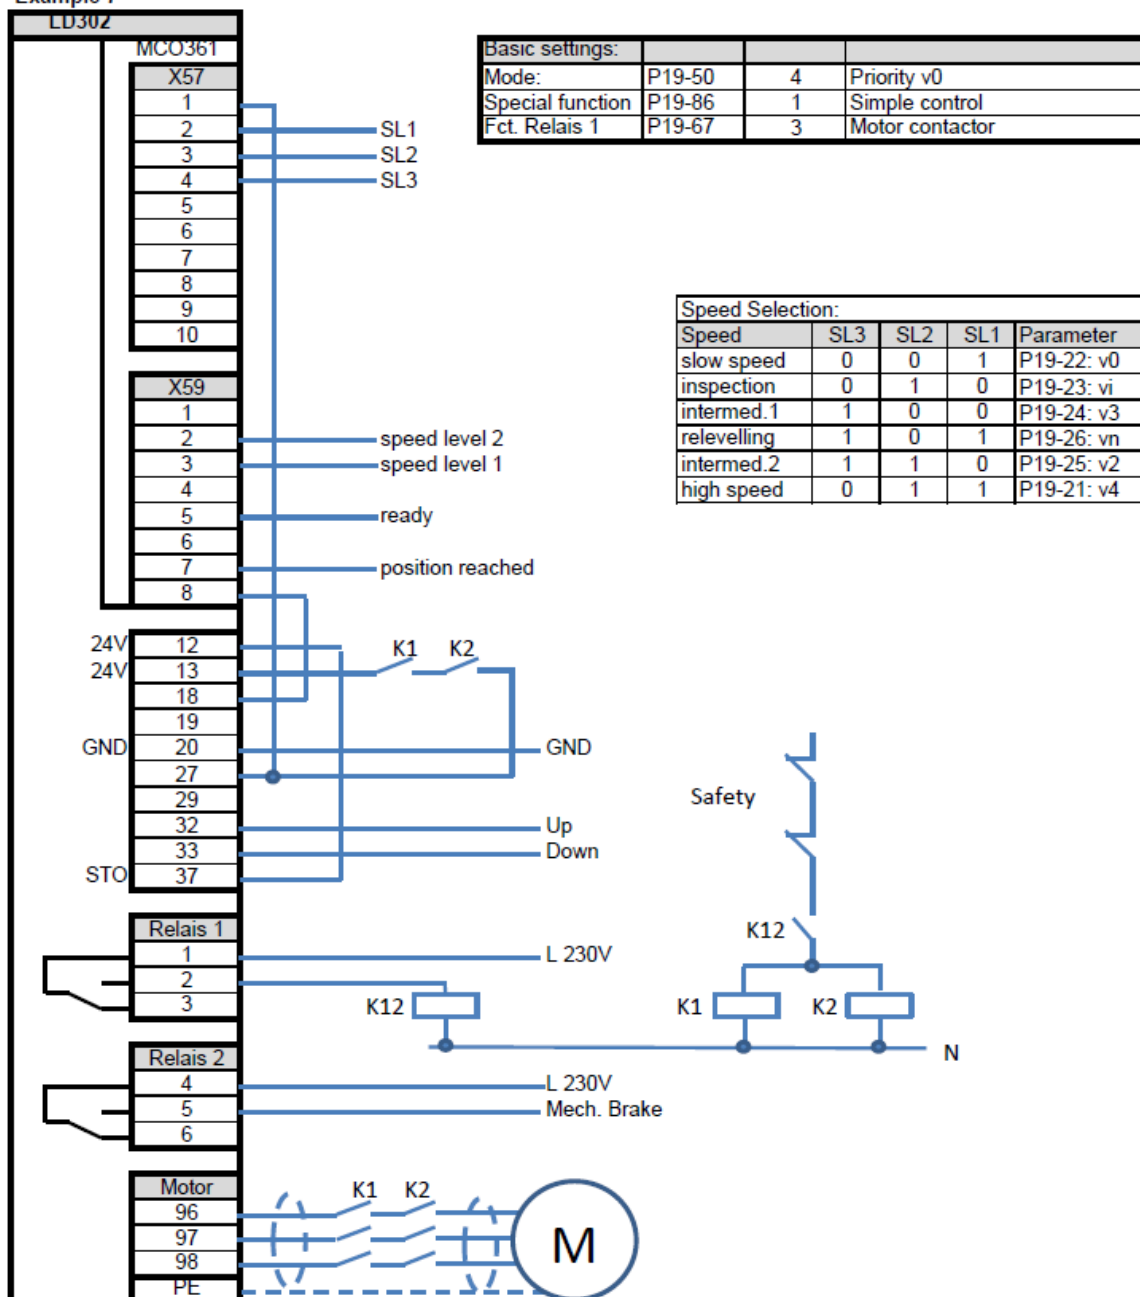 Example 7
LD302
MCO361
X57
1
2 SL1
3 SL2
4 SL3
5
6
7
8
9
10
Basic settings:
Mode: P19-50 4 Priority v0
Special function P19-86 1 Simple control
Fct. Relais 1 P19-67 3 Motor contactor
Speed Selection:
Speed SL3 SL2 SL1 Parameter
slow speed 0 0 1 P19-22: v0
inspection 0 1 0 P19-23: vi
intermed.1 1 0 0 P19-24: v3
relevelling 1 0 1 P19-26: vn
intermed.2 1 1 0 P19-25: v2
high speed 0 1 1 P19-21: v4
X59
1
2 speed level 2
3 speed level 1
4
5 ready
6
7 position reached
8
24V 12
K1 K2
24V 13
18
19
GND 20 GND
27
29
32 Up
33 Down
STO 37
Safety
K12
Relais 1
1 L 230V
2
3
K12 K1 K2
N
Relais 2
4 L 230V
5 Mech. Brake
6
Motor
K1 K2
96
97
98
PE
M